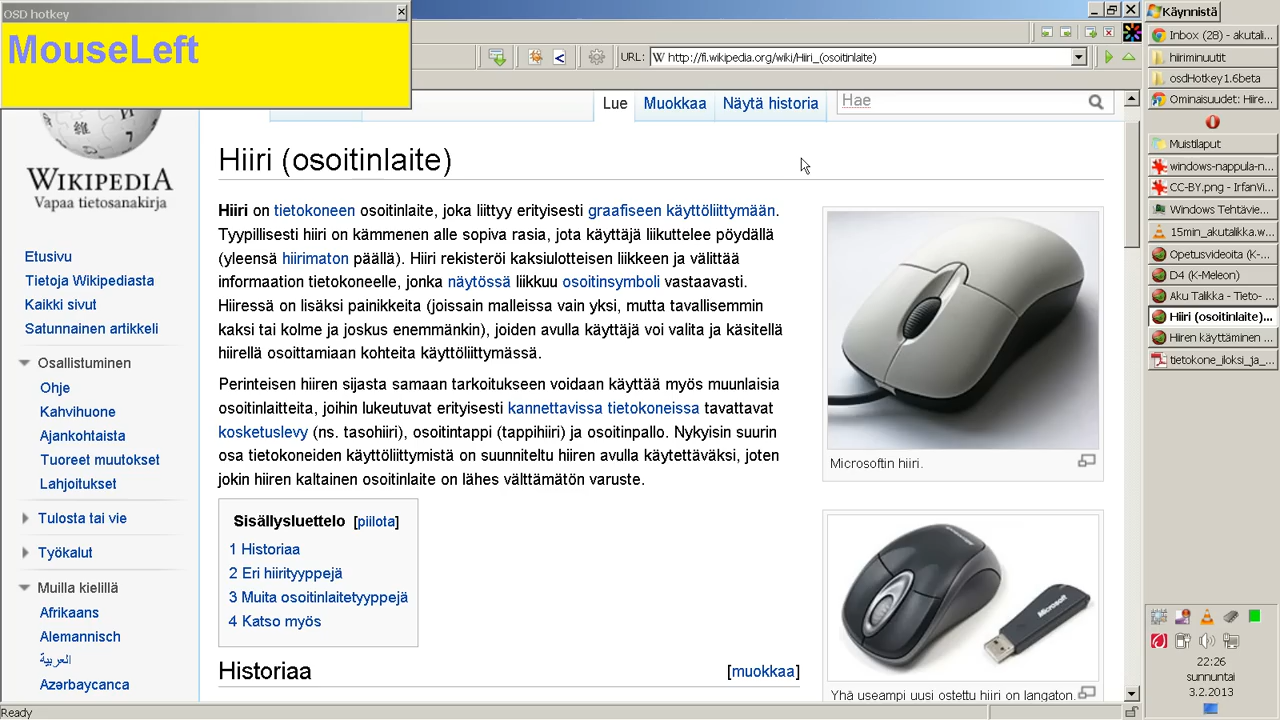 OSD hotkey
MouseLeft
URL:
http://fi.wikipedia.org/wiki/Hiiri_(osoitinlaite)
Lue
Muokkaa
Näytä historia
Hae
WIKIPEDIA
Vapaa tietosanakirja
Etusivu
Tietoja Wikipediasta
Kaikki sivut
Satunnainen artikkeli
Osallistuminen
Ohje
Kahvihuone
Ajankohtaista
Tuoreet muutokset
Lahjoitukset
Tulosta tai vie
Työkalut
Muilla kielillä
Afrikaans
Alemannisch
العربية
Azərbaycanca
Hiiri (osoitinlaite)
Hiiri on tietokoneen osoitinlaite, joka liittyy erityisesti graafiseen käyttöliittymään.
Tyypillisesti hiiri on kämmenen alle sopiva rasia, jota käyttäjä liikuttelee pöydällä
(yleensä hiirimaton päällä). Hiiri rekisteröi kaksiulotteisen liikkeen ja välittää
informaation tietokoneelle, jonka näytössä liikkuu osoitinsymboli vastaavasti.
Hiiressä on lisäksi painikkeita (joissain malleissa vain yksi, mutta tavallisemmin
kaksi tai kolme ja joskus enemmänkin), joiden avulla käyttäjä voi valita ja käsitellä
hiirellä osoittamiaan kohteita käyttöliittymässä.
Perinteisen hiiren sijasta samaan tarkoitukseen voidaan käyttää myös muunlaisia
osoitinlaitteita, joihin lukeutuvat erityisesti kannettavissa tietokoneissa tavattavat
kosketuslevy (ns. tasohiiri), osoitintappi (tappihiiri) ja osoitinpallo. Nykyisin suurin
osa tietokoneiden käyttöliittymistä on suunniteltu hiiren avulla käytettäväksi, joten
jokin hiiren kaltainen osoitinlaite on lähes välttämätön varuste.
Sisällysluettelo [piilota]
1 Historiaa
2 Eri hiirityyppejä
3 Muita osoitinlaitetyyppejä
4 Katso myös
Historiaa
[muokkaa]
Microsoftin hiiri.
Microsoft
Yhä useampi uusi ostettu hiiri on langaton.
Käynnistä
Inbox (28) - akutali...
hiiriminuutit
osdHotkey1.6beta
Ominaisuudet: Hiire...
Muistilaput
windows-nappula-n...
CC-BY.png - IrfanVi...
Windows Tehtävie...
15min_akutalikka.w...
Opetusvideoita (K-...
D4 (K-Meleon)
Aku Talikka - Tieto- ...
Hiiri (osoitinlaite)...
Hiiren käyttäminen ...
tietokone_iloksi_ja_...
22:26
sunnuntai
3.2.2013
Ready